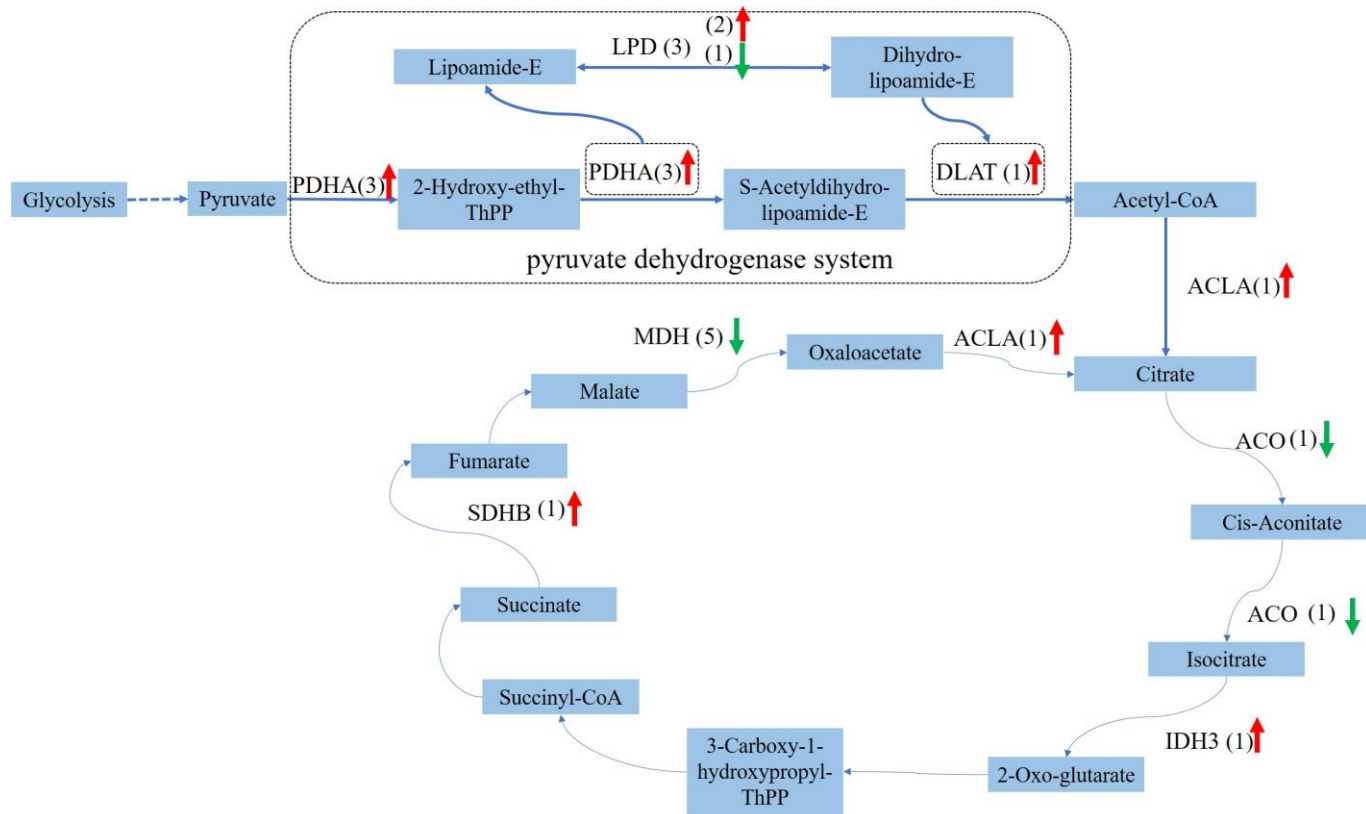 (2)
LPD (3)
(1)
Lipoamide-E
Dihydro-
lipoamide-E
Glycolysis
Pyruvate
PDHA(3)
2-Hydroxy-ethyl-
ThPP
PDHA(3)
S-Acetyldihydro-
lipoamide-E
DLAT (1)
Acetyl-CoA
pyruvate dehydrogenase system
ACLA(1)
MDH (5)
Oxaloacetate
ACLA(1)
Citrate
Malate
ACO (1)
Fumarate
SDHB (1)
Cis-Aconitate
Succinate
ACO (1)
Isocitrate
Succinyl-CoA
IDH3 (1)
3-Carboxy-1-
hydroxypropyl-
ThPP
2-Oxo-glutarate